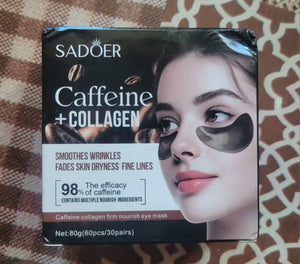 SADOER
Caffeine
+COLLAGEN
SMOOTHES WRINKLES
FADES SKIN DRYNESS FINE LINES
98% The efficacy
of caffeine
CONTAINS MULTIPLE NOURISH INGREDIENTS
Caffeine collagen firm nourish eye mask
Net:80g(60pcs/30pairs)